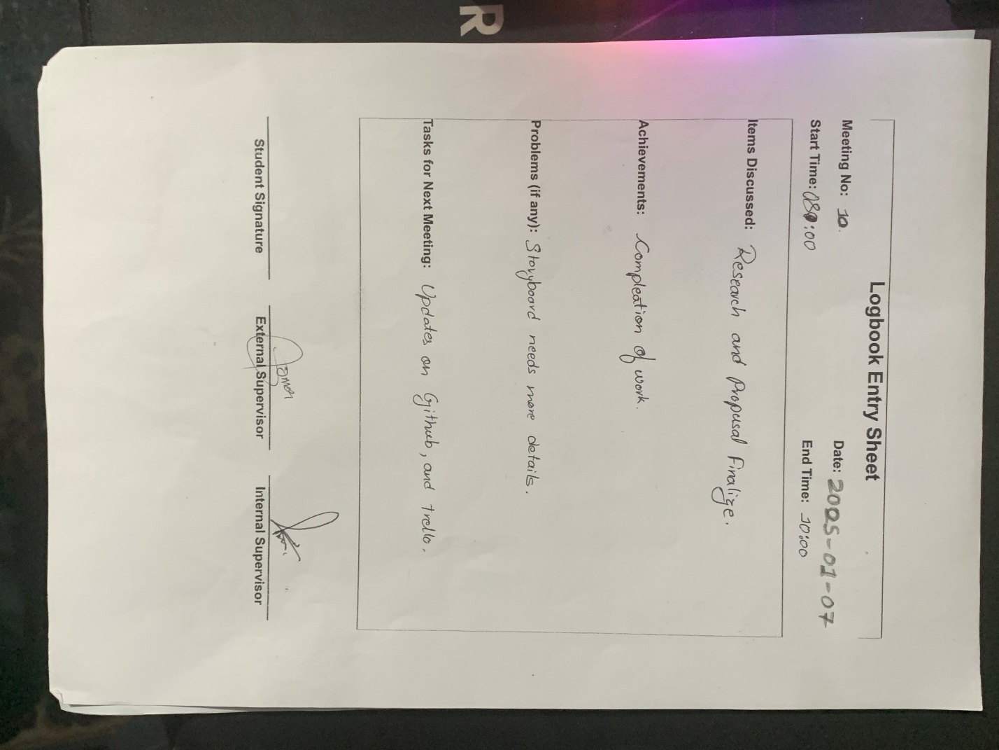 R
Logbook Entry Sheet
Meeting No: 10. Date: 2025-01-07
Start Time: 08:00 End Time: 10:00
Items Discussed: Research and Propusal Finalize.
Achievements: Compleation of work.
Problems (if any): Storyboard needs more details.
Tasks for Next Meeting: Updates on Github, and trello.
Student Signature External Supervisor Internal Supervisor